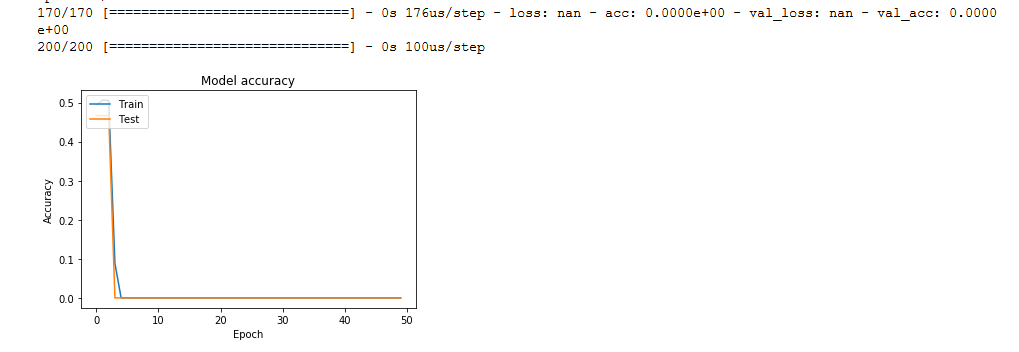 170/170 [==============================] - 0s 176us/step - loss: nan - acc: 0.0000e+00 - val_loss: nan - val_acc: 0.0000
e+00
200/200 [==============================] - 0s 100us/step
Model accuracy
Train
Test
0.5
0.4
0.3
0.2
0.1
0.0
Accuracy
0 10 20 30 40 50
Epoch